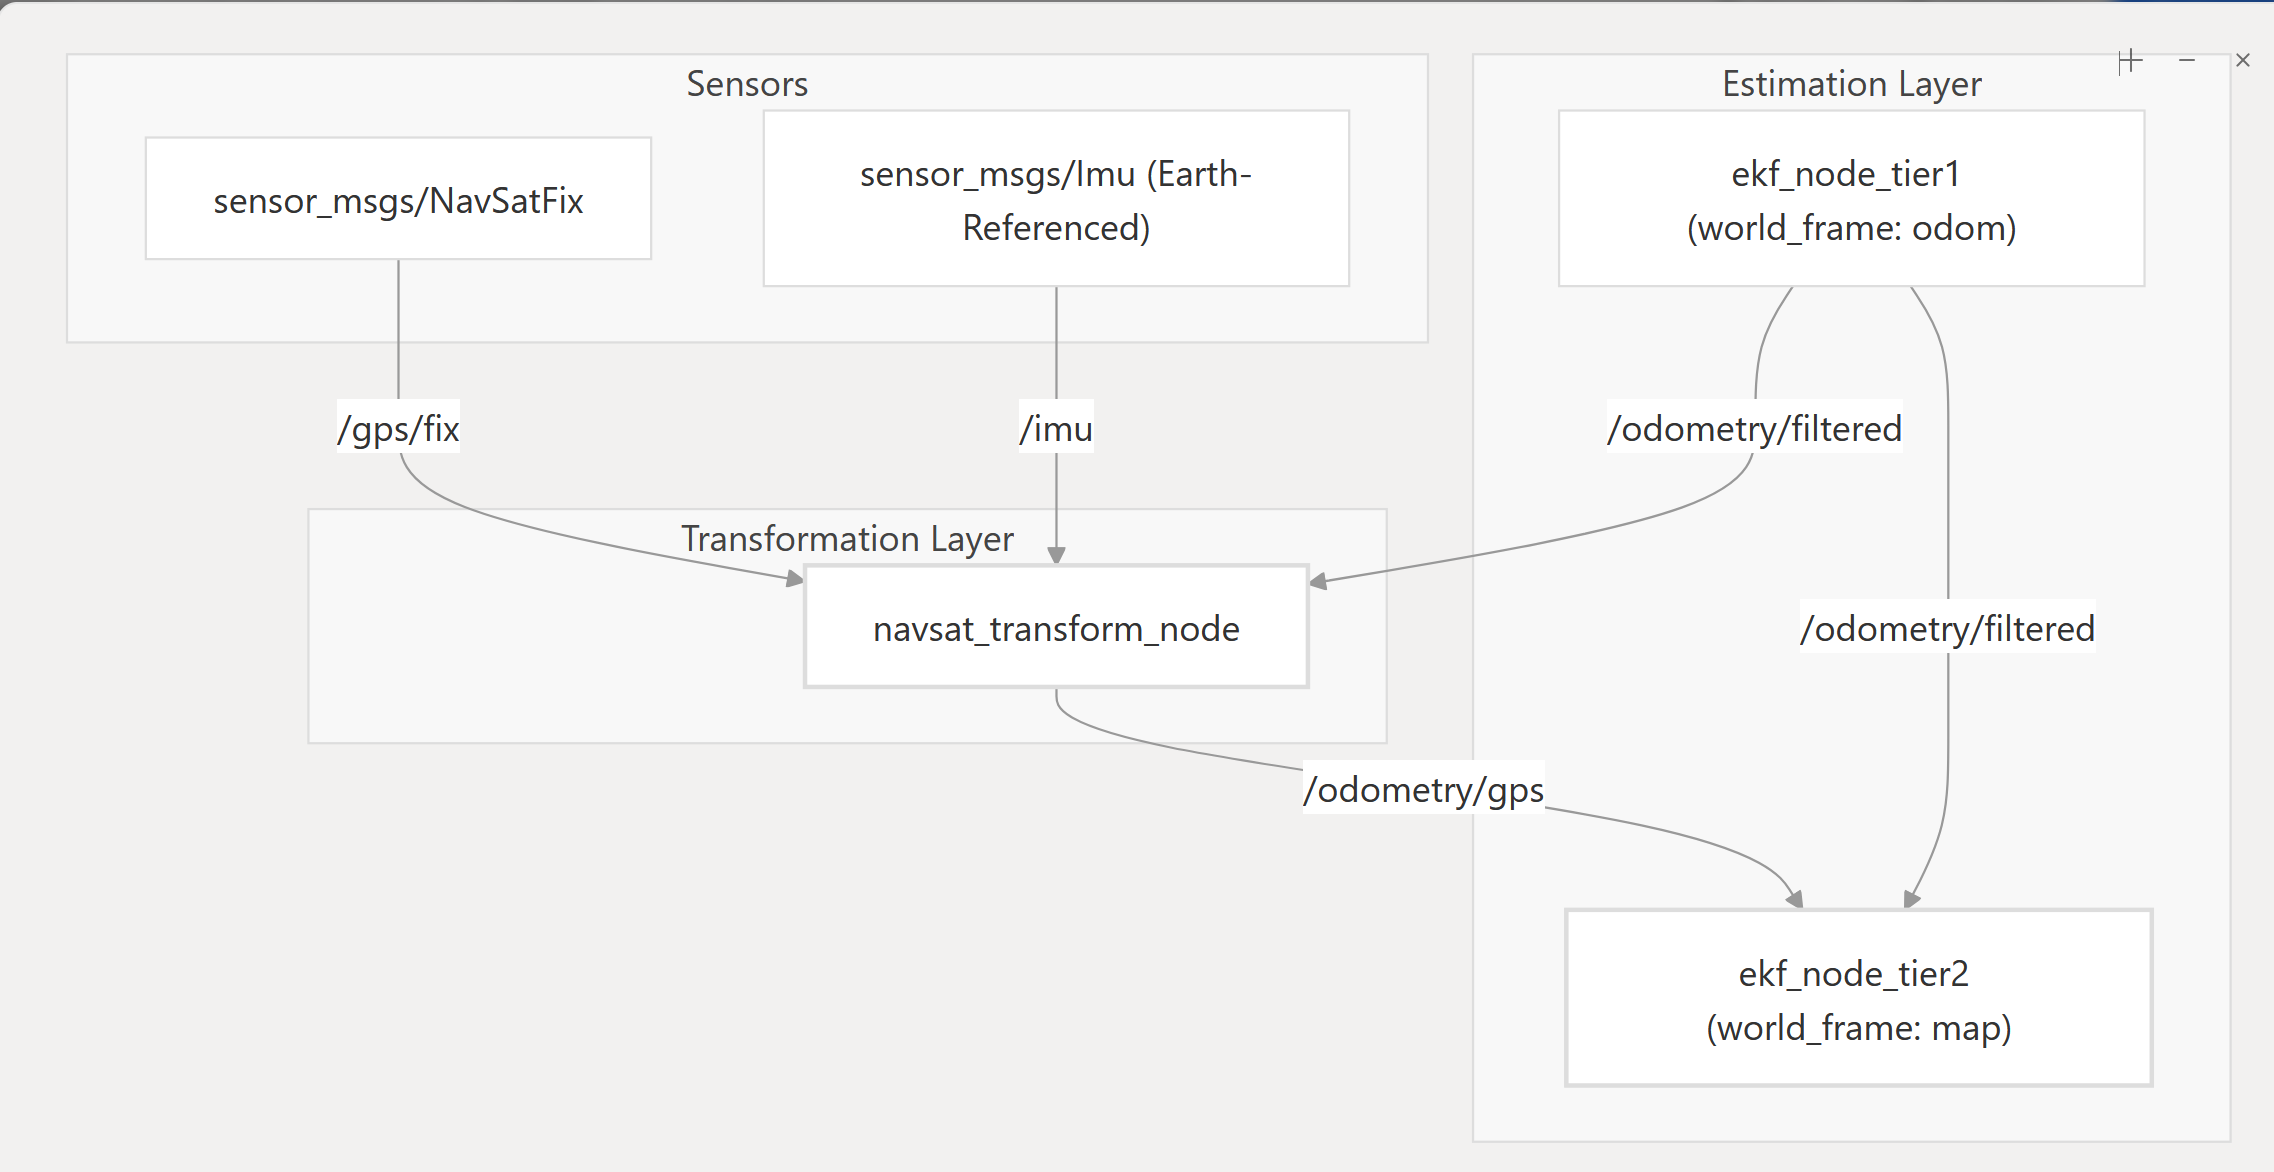 Sensors
sensor_msgs/NavSatFix
sensor_msgs/Imu (Earth-
Referenced)
Estimation Layer
ekf_node_tier1
(world_frame: odom)
/gps/fix
/imu
/odometry/filtered
Transformation Layer
navsat_transform_node
/odometry/filtered
/odometry/gps
ekf_node_tier2
(world_frame: map)